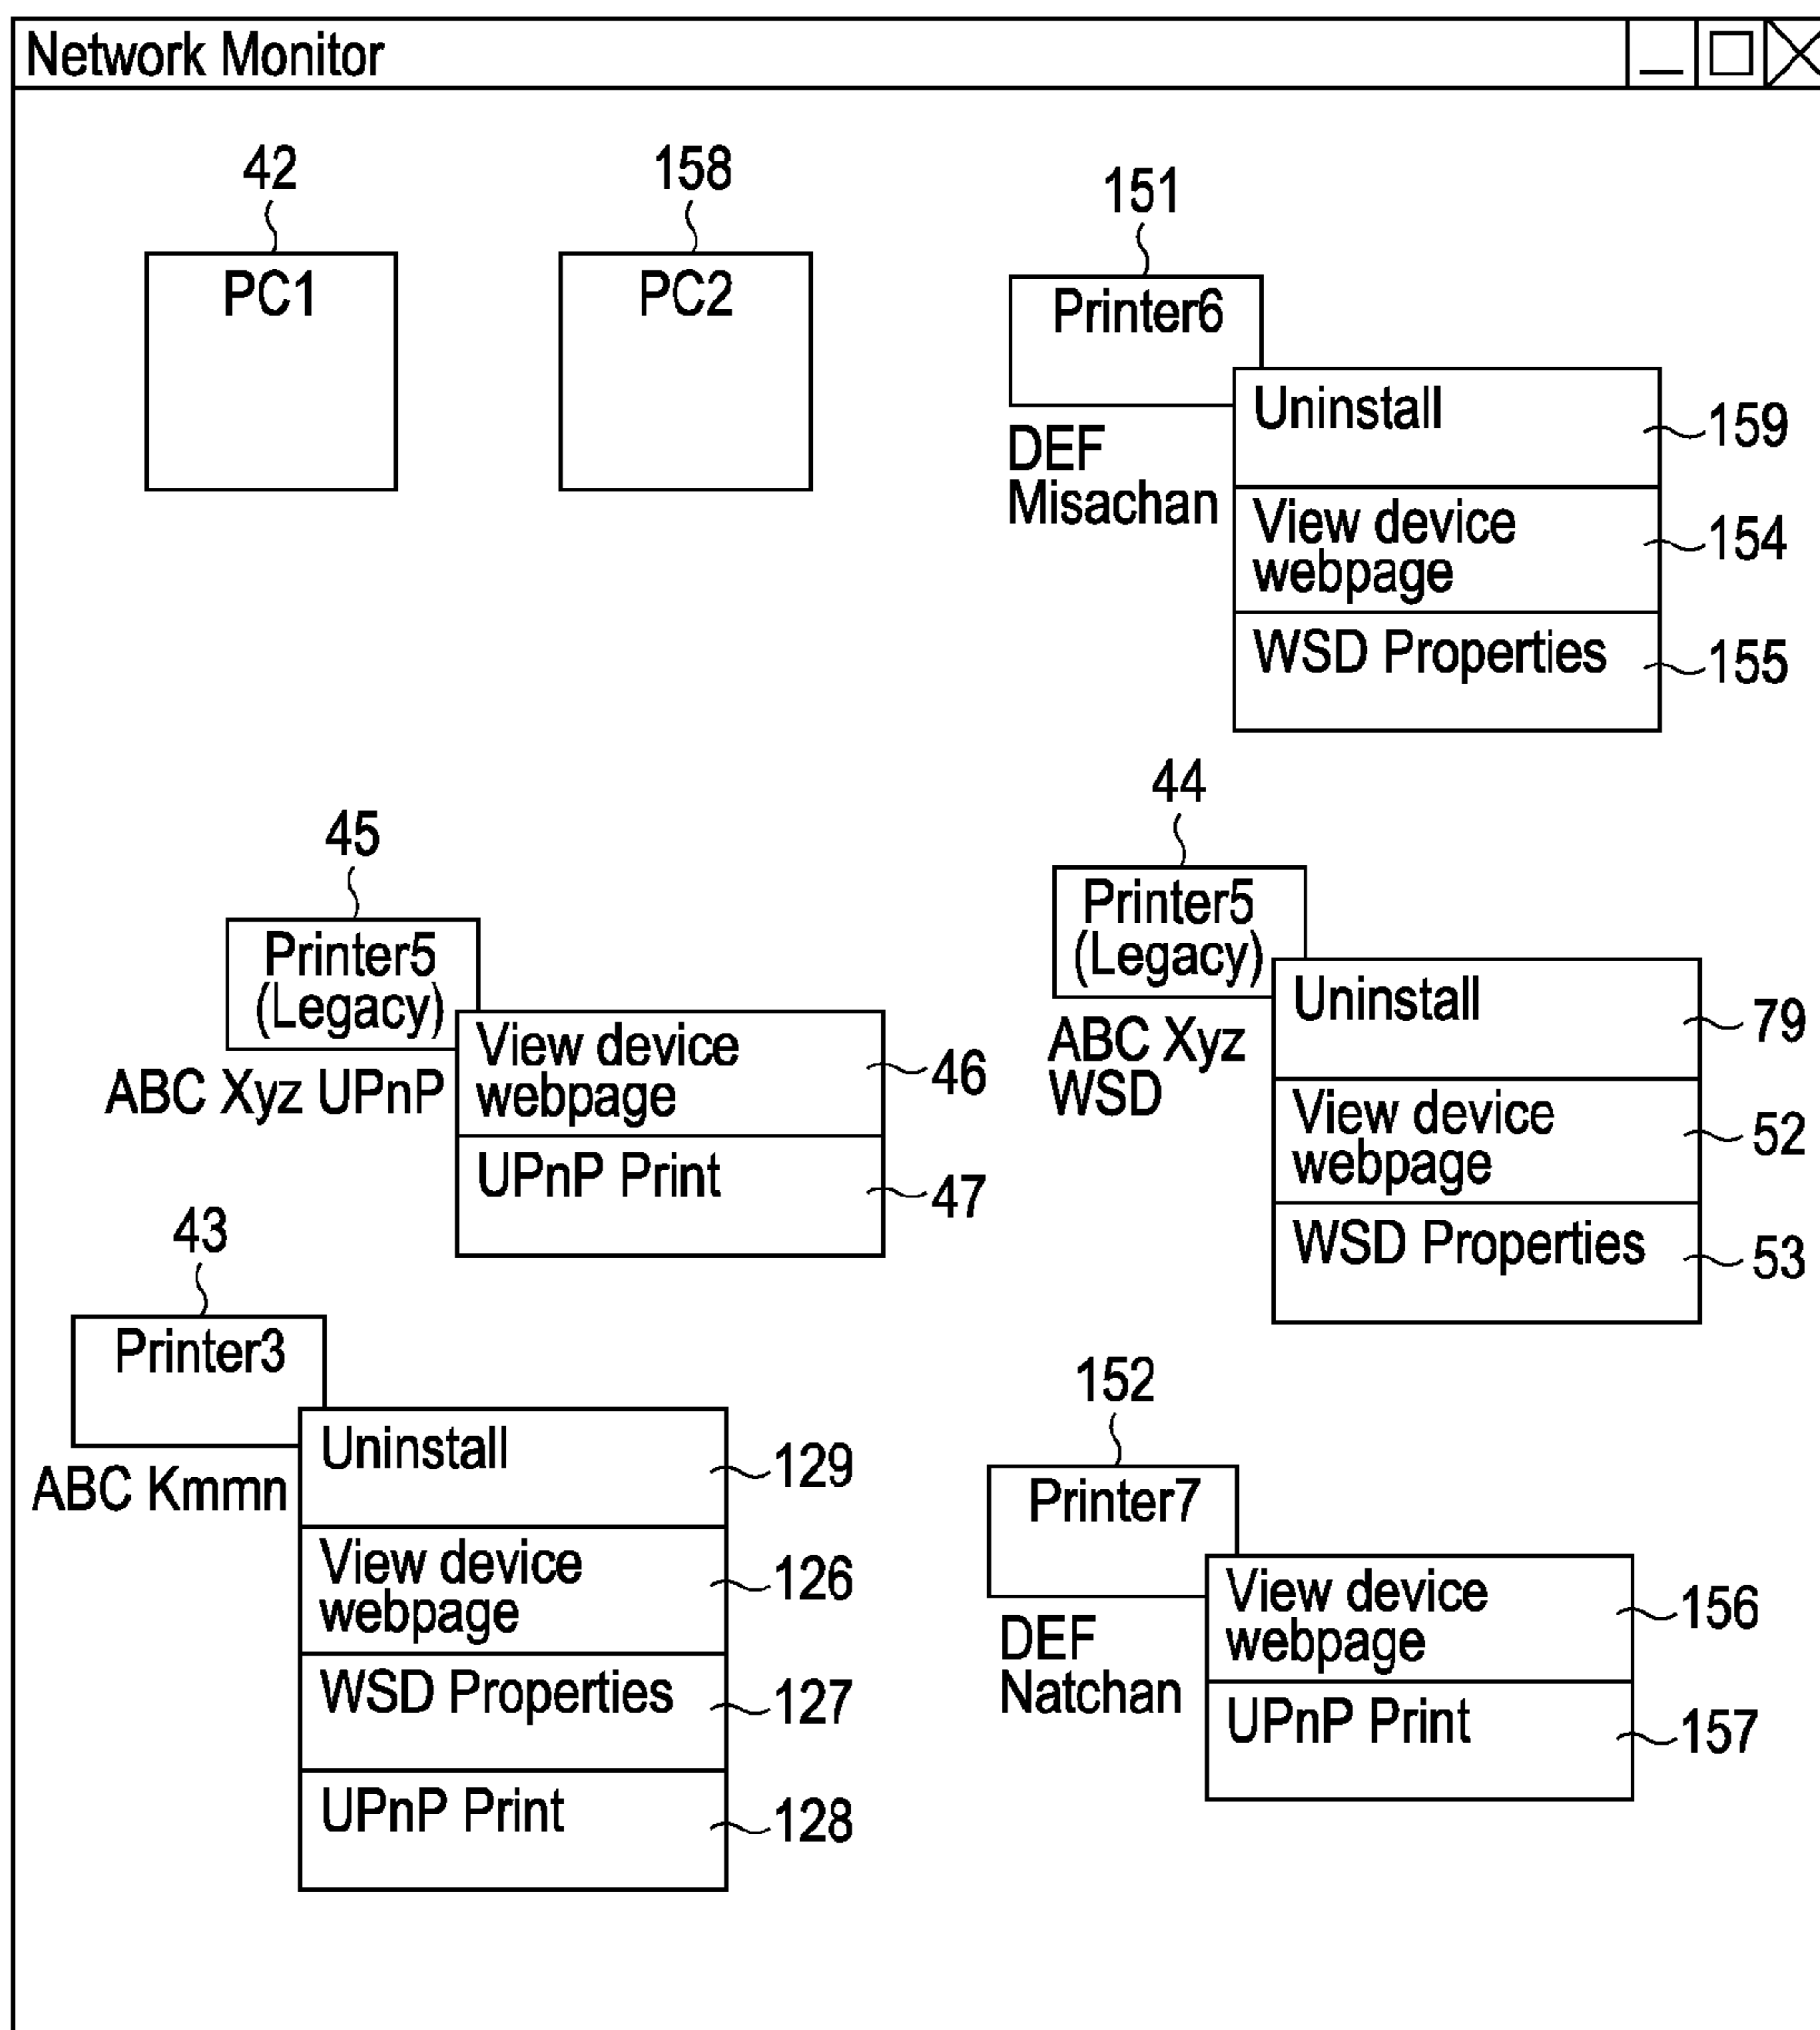 Network Monitor
42
158
151
PC1
PC2
Printer6
Uninstall
159
DEF
Misachan
View device
webpage
154
WSD Properties
155
45
44
Printer5
(Legacy)
ABC Xyz UPnP
View device
webpage
46
UPnP Print
47
Printer5
(Legacy)
ABC Xyz
WSD
Uninstall
79
View device
webpage
52
WSD Properties
53
43
Printer3
ABC Kmmn
Uninstall
129
View device
webpage
126
WSD Properties
127
UPnP Print
128
152
Printer7
DEF
Natchan
View device
webpage
156
UPnP Print
157